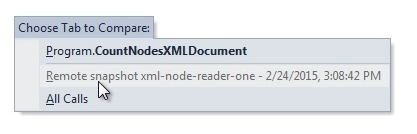 Choose Tab to Compare:
Program.CountNodesXMLDocument
Remote snapshot xml-node-reader-one - 2/24/2015, 3:08:42 PM
All Calls